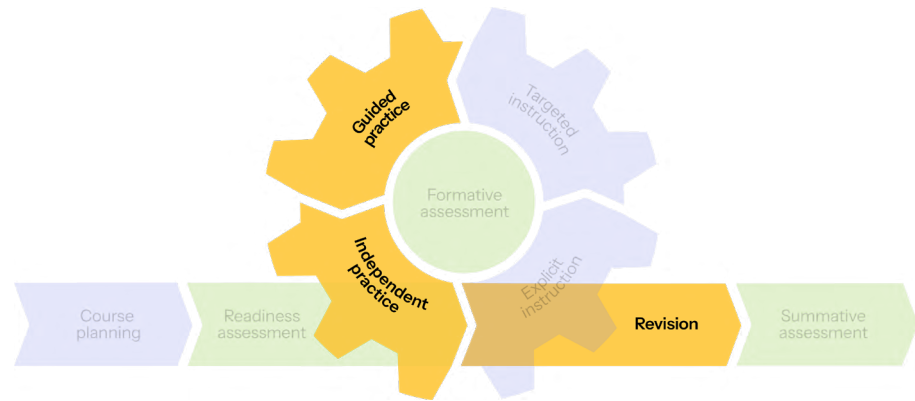 Guided
practice
Targeted
instruction
Formative
assessment
Independent
practice
Explicit
instruction
Course
planning
Readiness
assessment
Revision
Summative
assessment